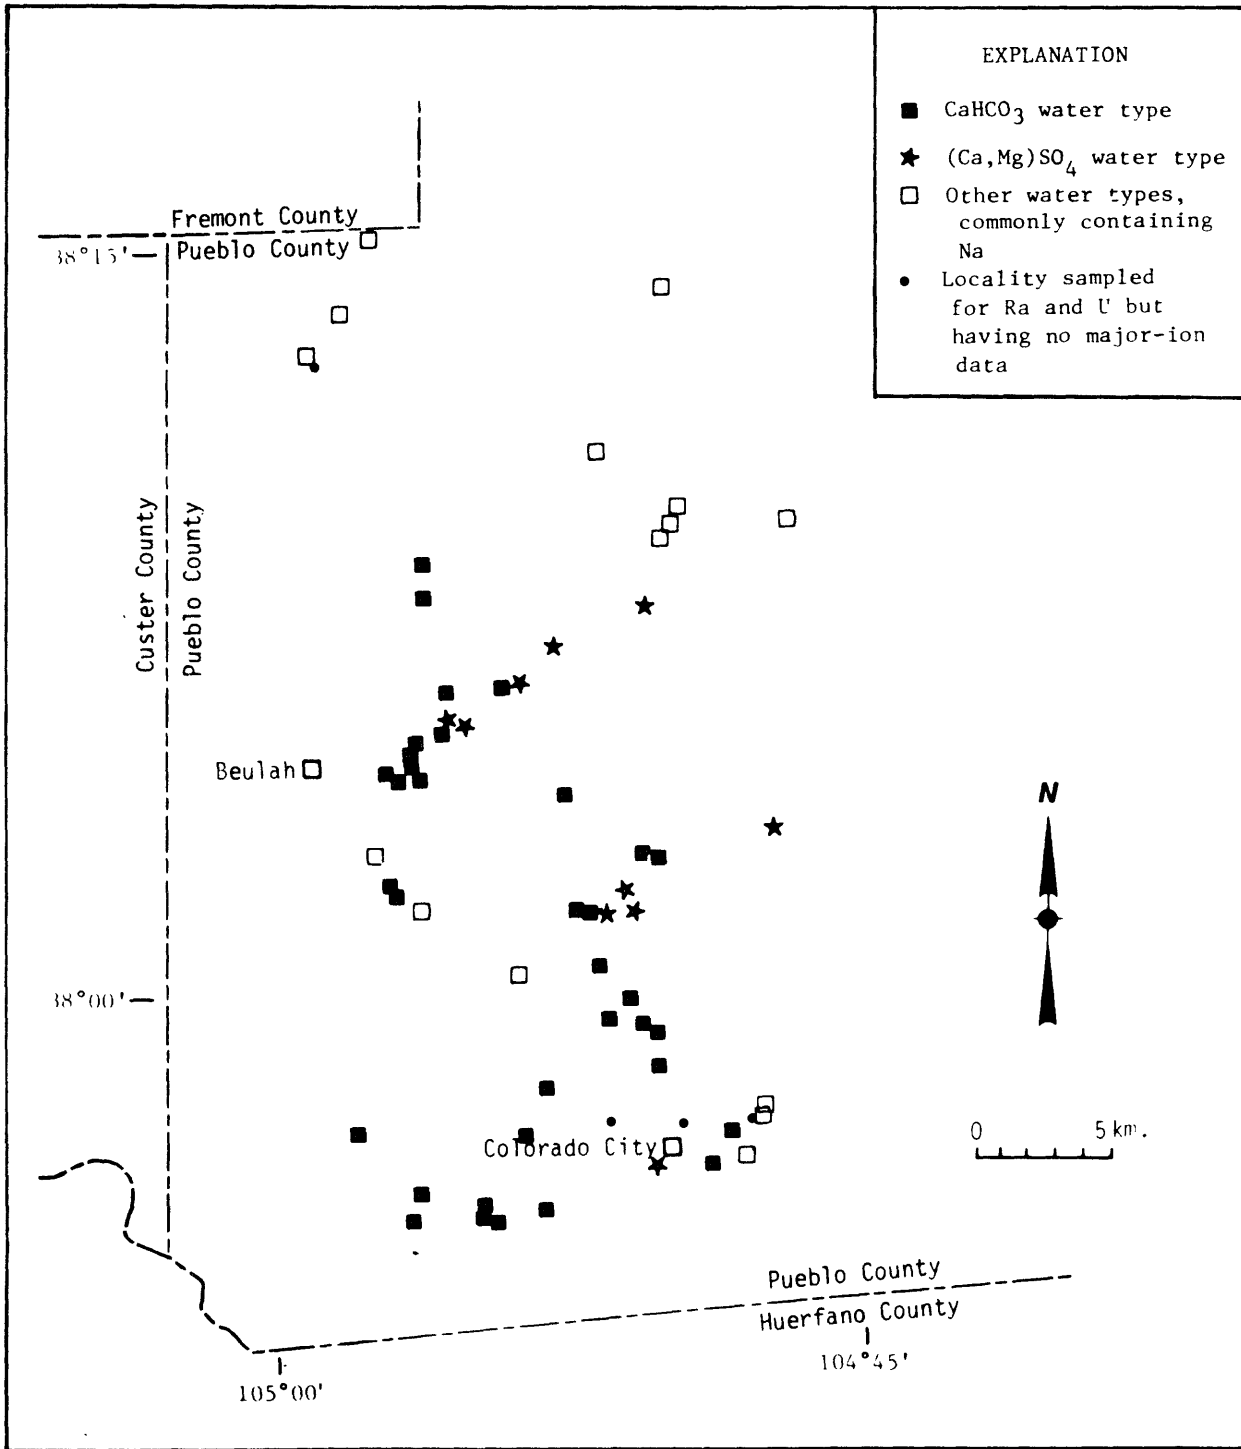 EXPLANATION
CaHCO3 water type
(Ca,Mg)SO4 water type
Other water types,
commonly containing
Na
Locality sampled
for Ra and U but
having no major-ion
data
Fremont County
Pueblo County
38°15'
Custer County
Pueblo County
Beulah
N
38°00'
0 5 km.
Colorado City
Pueblo County
Huerfano County
104°45'
105°00'